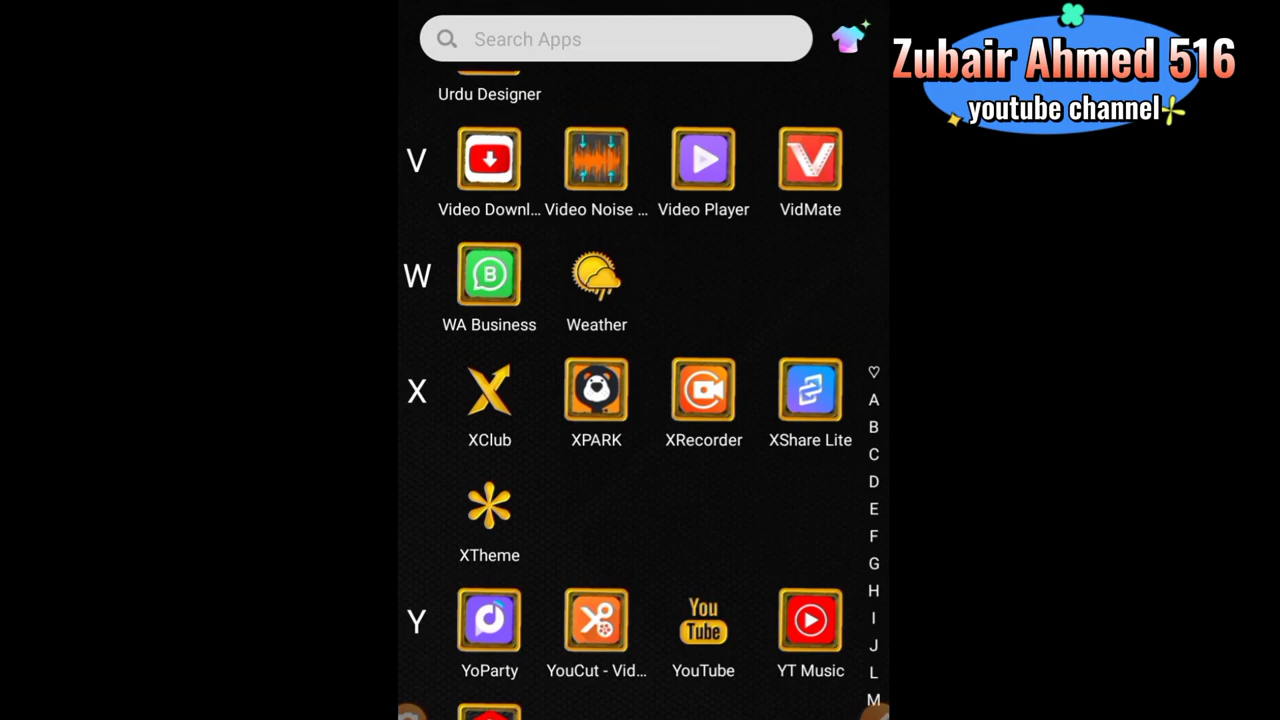 Search Apps
Zubair Ahmed 516
youtube channel
Urdu Designer
V
Video Downl... Video Noise ... Video Player VidMate
W
B
WA Business Weather
X
XClub XPARK XRecorder XShare Lite
XTheme
Y
You
Tube
YoParty YouCut - Vid... YouTube YT Music
♡
A
B
C
D
E
F
G
H
I
J
L
M